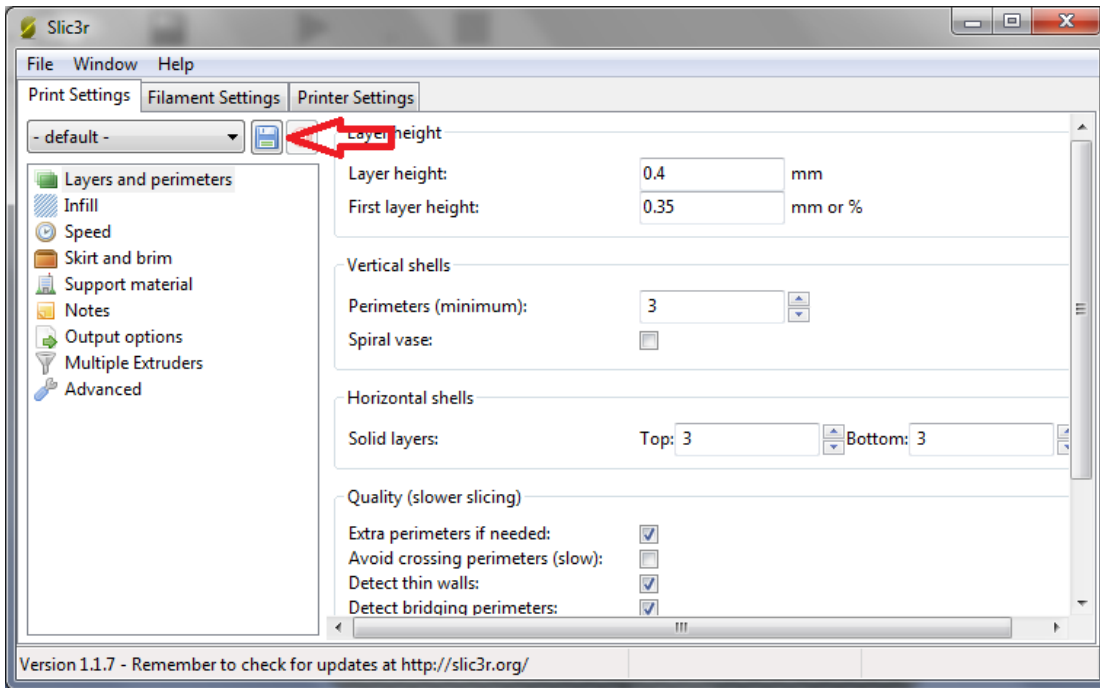 Slic3r
File Window Help
Print Settings Filament Settings Printer Settings
- default -
Layers and perimeters
Infill
Speed
Skirt and brim
Support material
Notes
Output options
Multiple Extruders
Advanced
Layer height
Layer height: 0.4 mm
First layer height: 0.35 mm or %
Vertical shells
Perimeters (minimum): 3
Spiral vase:
Horizontal shells
Solid layers: Top: 3 Bottom: 3
Quality (slower slicing)
Extra perimeters if needed:
Avoid crossing perimeters (slow):
Detect thin walls:
Detect bridging perimeters:
Version 1.1.7 - Remember to check for updates at http://slic3r.org/